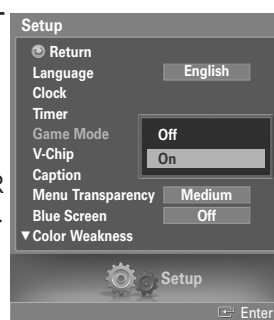 Setup
Return
Language English
Clock
Timer
Game Mode Off
V-Chip On
Caption
Menu Transparency Medium
Blue Screen Off
▼Color Weakness
R
.
Setup
Enter